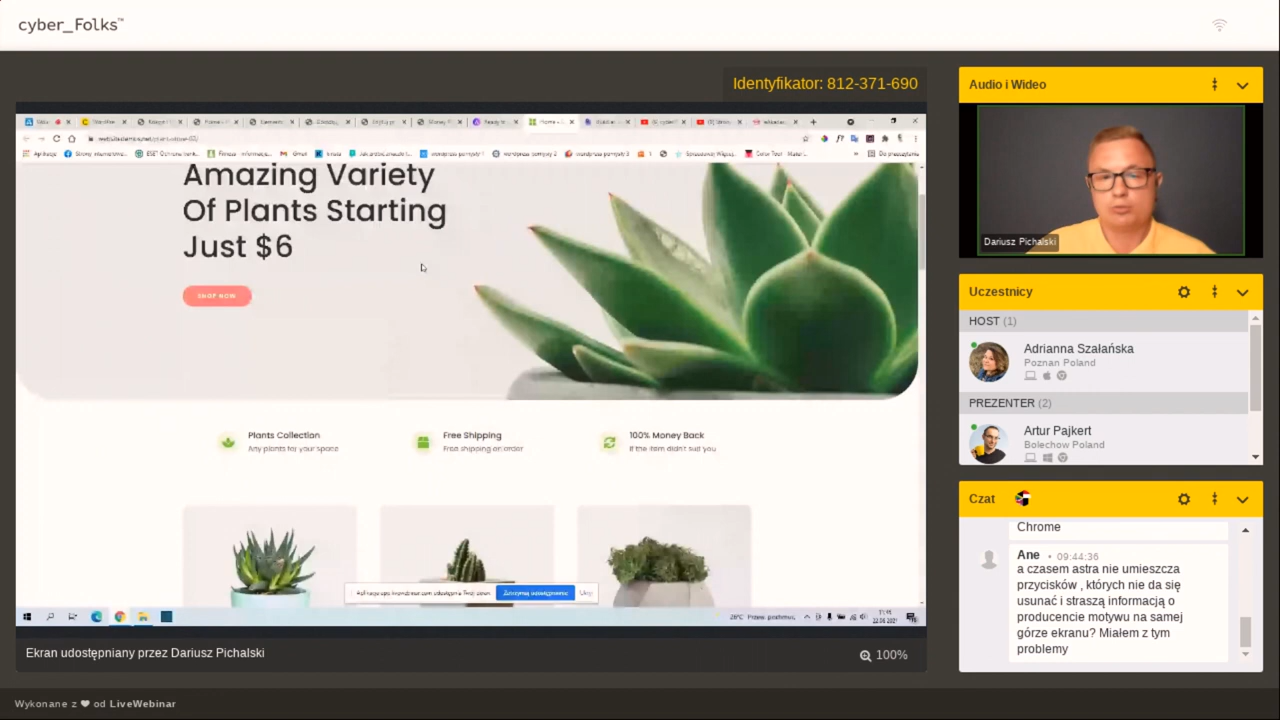 cyber_Folks™
Identyfikator: 812-371-690
Amazing Variety
Of Plants Starting
Just $6
SHOP NOW
Plants Collection
Any plants for your space
Free Shipping
Free shipping on order
100% Money Back
If the item didn't suit you
Gmail
Ekran udostępniany przez Dariusz Pichalski
100%
Audio i Wideo
Dariusz Pichalski
Uczestnicy
HOST (1)
Adrianna Szałańska
Poznan Poland
PREZENTER (2)
Artur Pajkert
Bolechow Poland
Czat
Chrome
Ane • 09:44:36
a czasem astra nie umieszcza
przycisków , których nie da się
usunać i straszą informacją o
producencie motywu na samej
górze ekranu? Miałem z tym
problemy
Wykonane z ❤ od LiveWebinar